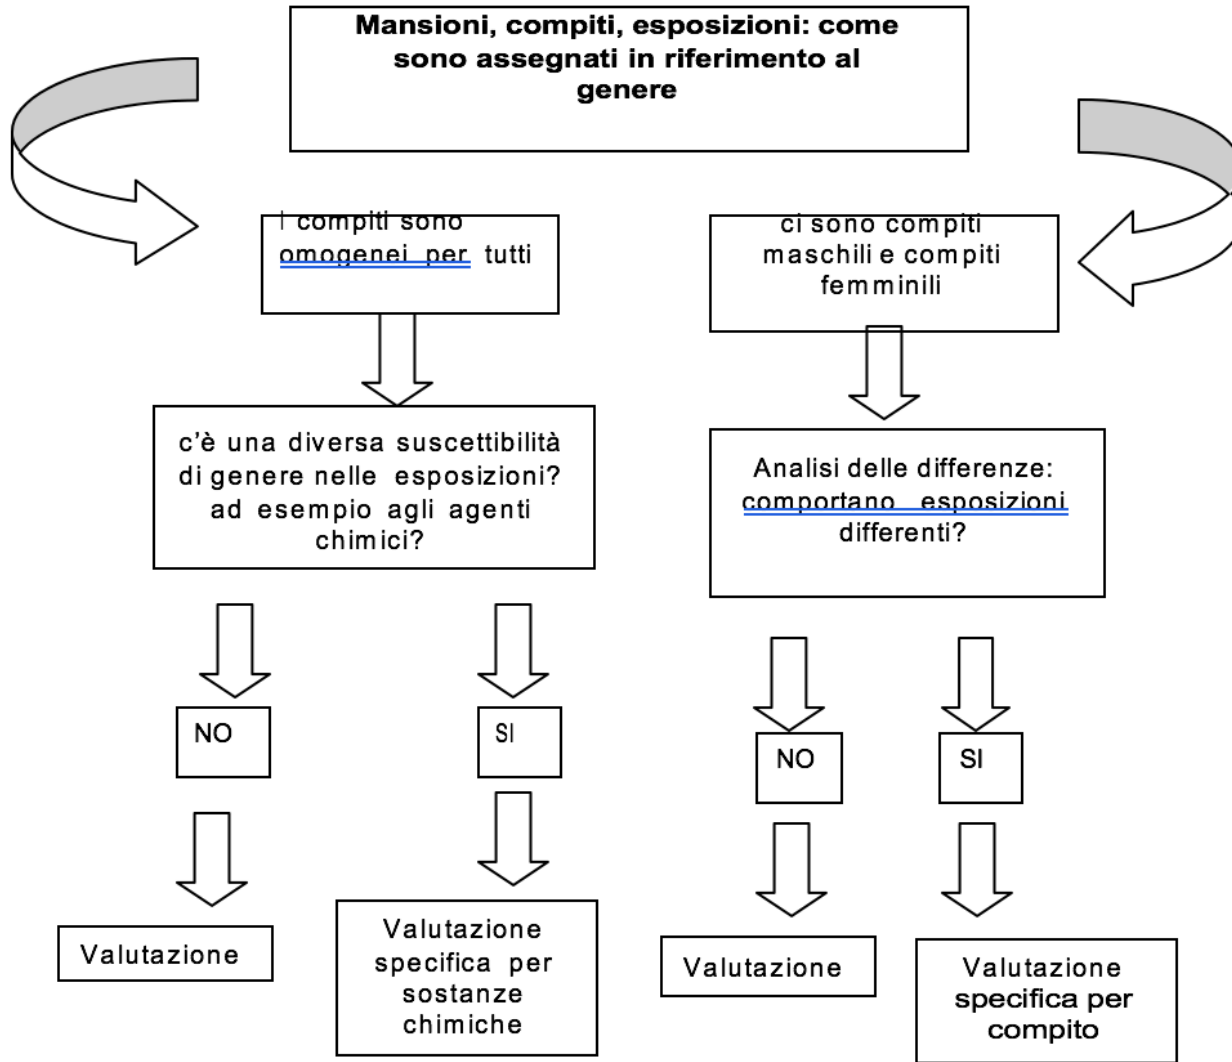 Mansioni, compiti, esposizioni: come
sono assegnati in riferimento al
genere
I compiti sono
omogenei per tutti
ci sono compiti
maschili e compiti
femminili
c'è una diversa suscettibilità
di genere nelle esposizioni?
ad esempio agli agenti
chimici?
Analisi delle differenze:
comportano esposizioni
differenti?
NO
SI
NO
SI
Valutazione
Valutazione
specifica per
sostanze
chimiche
Valutazione
Valutazione
specifica per
compito